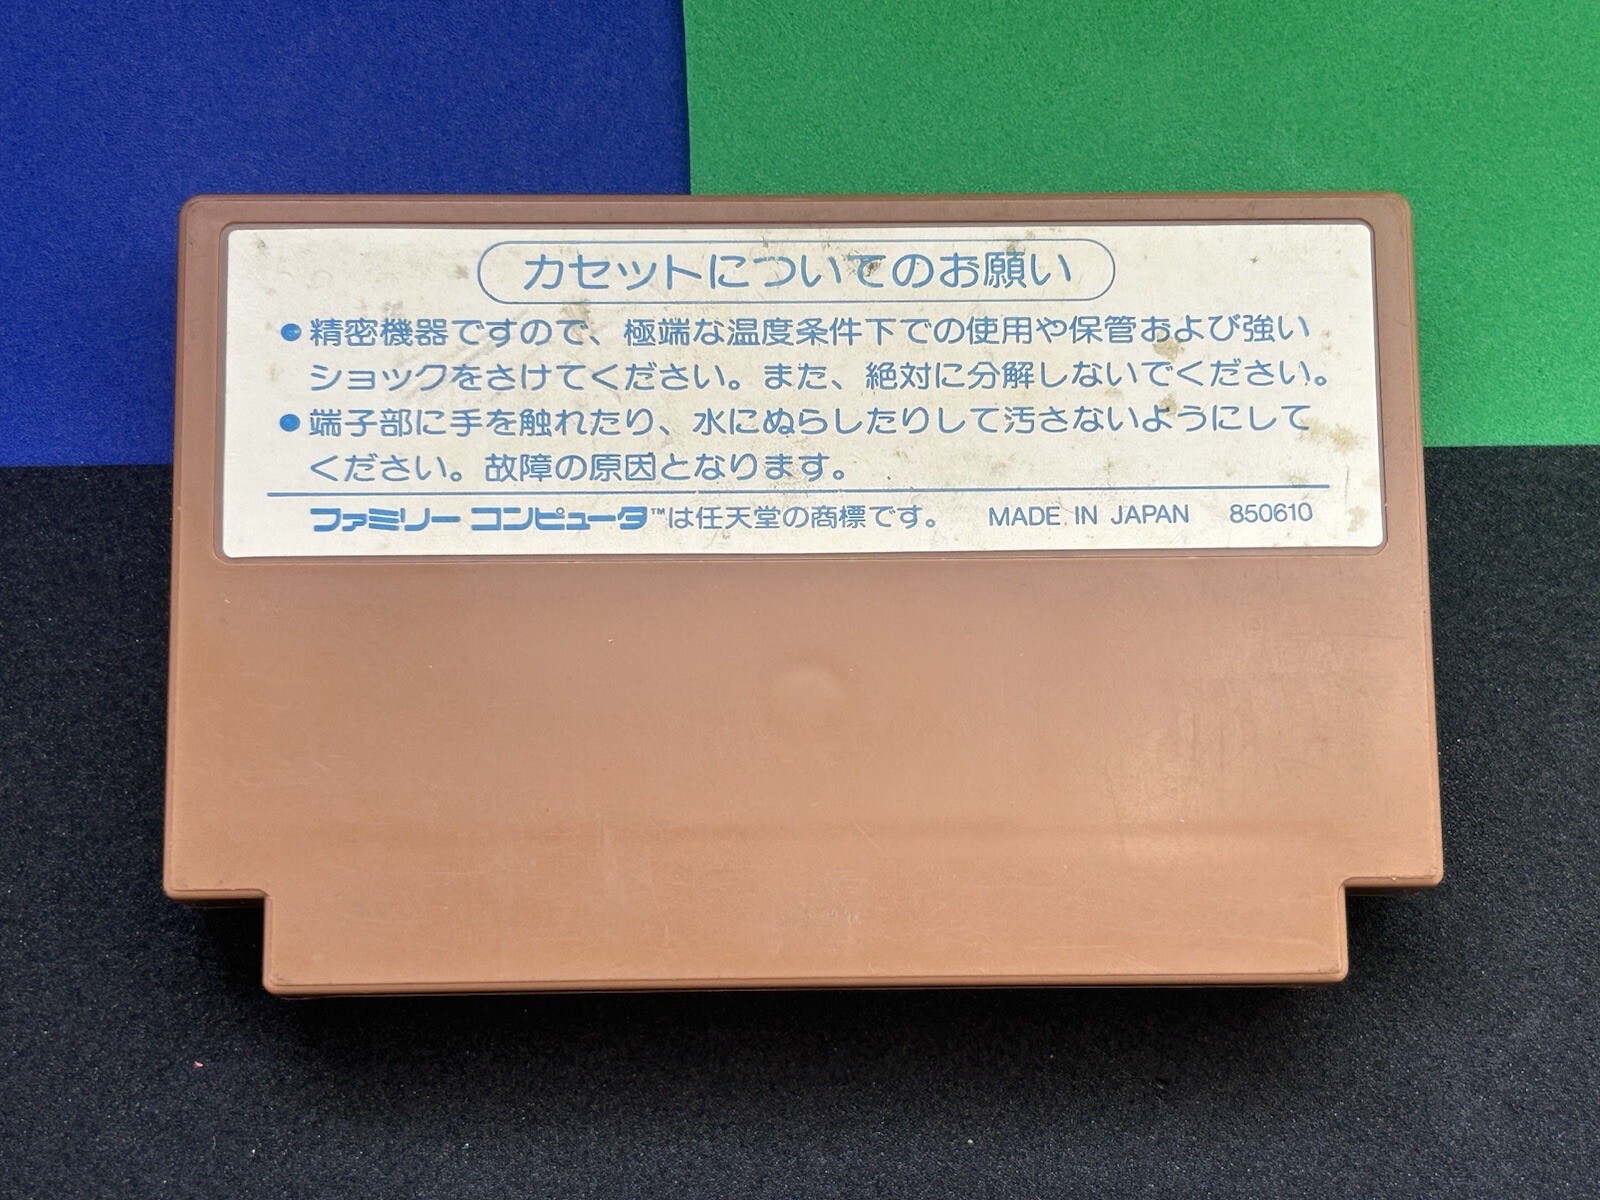 カセットについてのお願い
●精密機器ですので、極端な温度条件下での使用や保管および強い
ショックをさけてください。また、絶対に分解しないでください。
●端子部に手を触れたり、水にぬらしたりして汚さないようにして
ください。故障の原因となります。
ファミリーコンピュータ™は任天堂の商標です。 MADE IN JAPAN 850610